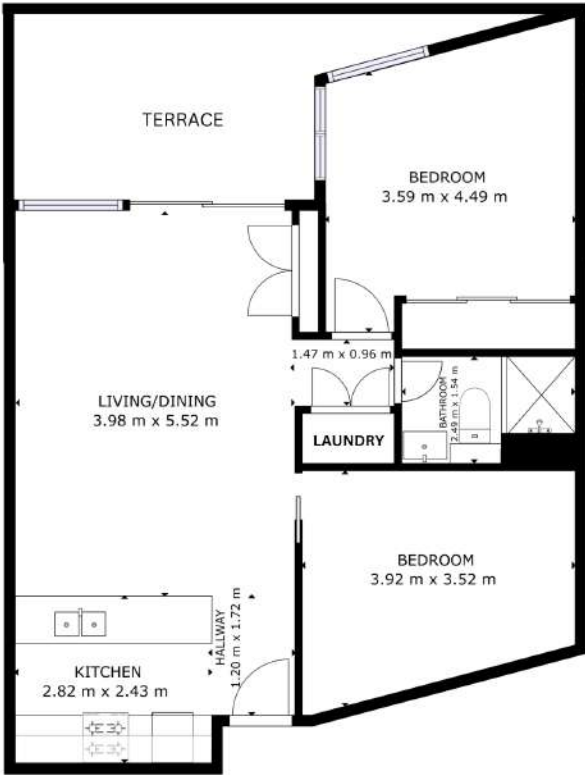 TERRACE
BEDROOM
3.59 m x 4.49 m
1.47 m x 0.96 m
LIVING/DINING
3.98 m x 5.52 m
BATHROOM
2.49 m x 1.54 m
LAUNDRY
BEDROOM
3.92 m x 3.52 m
HALLWAY
1.20 m x 1.72 m
KITCHEN
2.82 m x 2.43 m